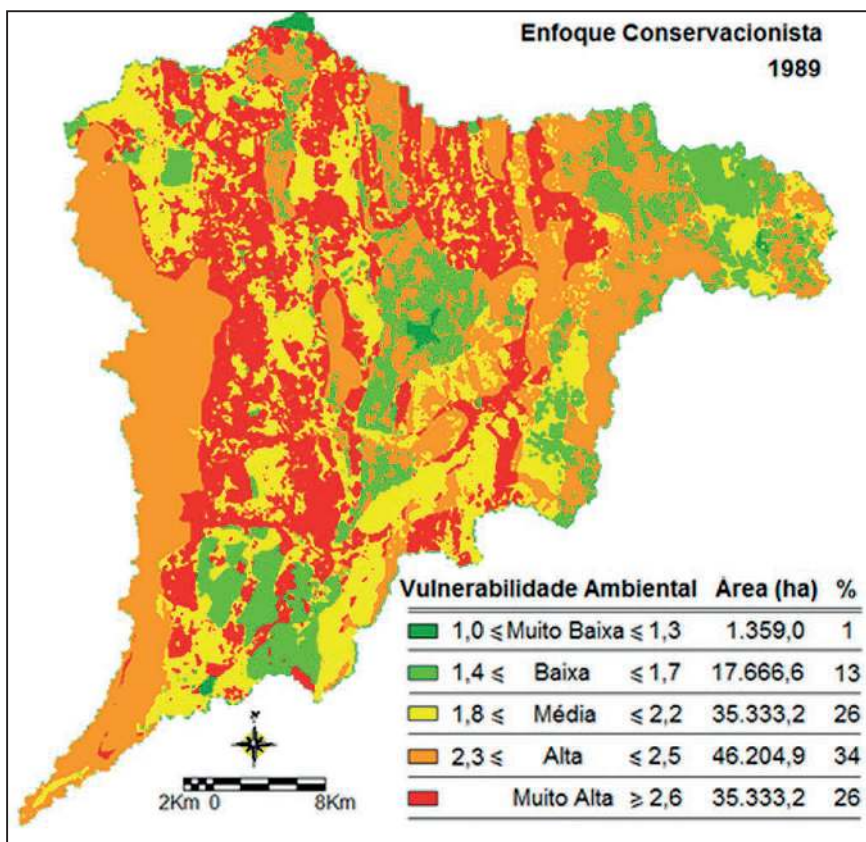 Enfoque Conservacionista
1989
Vulnerabilidade Ambiental Área (ha) %
1,0 ⩽ Muito Baixa ⩽ 1,3 1.359,0 1
1,4 ⩽ Baixa ⩽ 1,7 17.666,6 13
1,8 ⩽ Média ⩽ 2,2 35.333,2 26
2,3 ⩽ Alta ⩽ 2,5 46.204,9 34
Muito Alta ⩾ 2,6 35.333,2 26
N
2Km 0 8Km